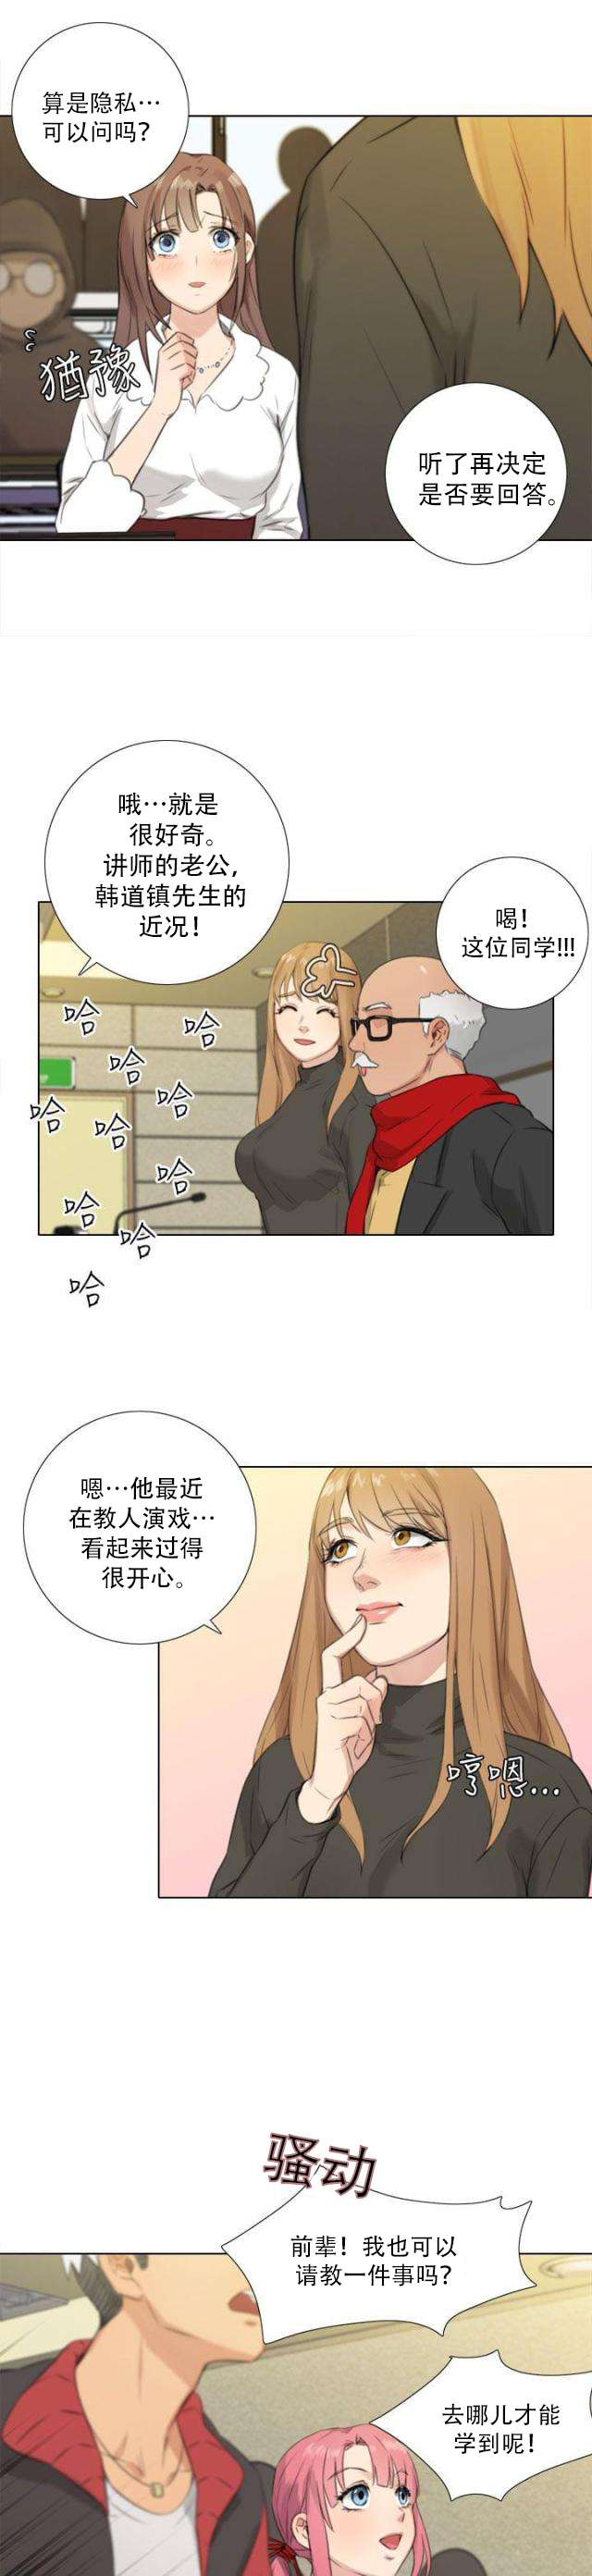 算是隐私…
可以问吗？
犹豫
听了再决定
是否要回答。
哦…就是
很好奇。
讲师的老公，
韩道镇先生的
近况！
喝！
这位同学!!!
哈
哈
哈
哈
哈
哈
哈
哈
哈
哈
嗯…他最近
在教人演戏…
看起来过得
很开心。
哼嗯...
骚动
前辈！我也可以
请教一件事吗？
去哪儿才能
学到呢！